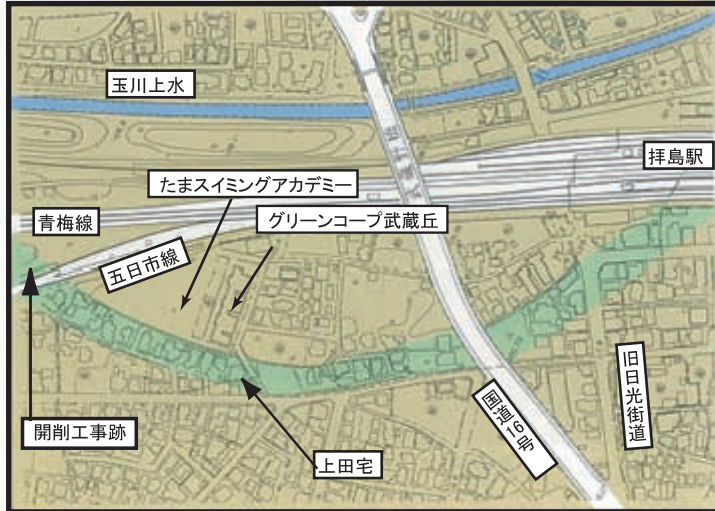 玉川上水
拝島駅
たまスイミングアカデミー
グリーンコープ武蔵丘
青梅線
五日市線
旧日光街道
国道16号
開削工事跡
上田宅